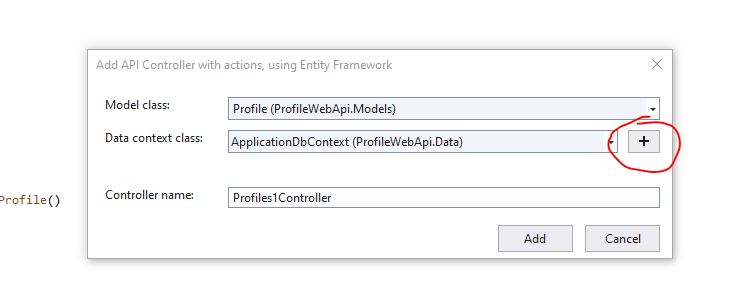 Add API Controller with actions, using Entity Framework
Model class:
Profile (ProfileWebApi.Models)
Data context class:
ApplicationDbContext (ProfileWebApi.Data)
+
Profile()
Controller name:
Profiles1Controller
Add
Cancel